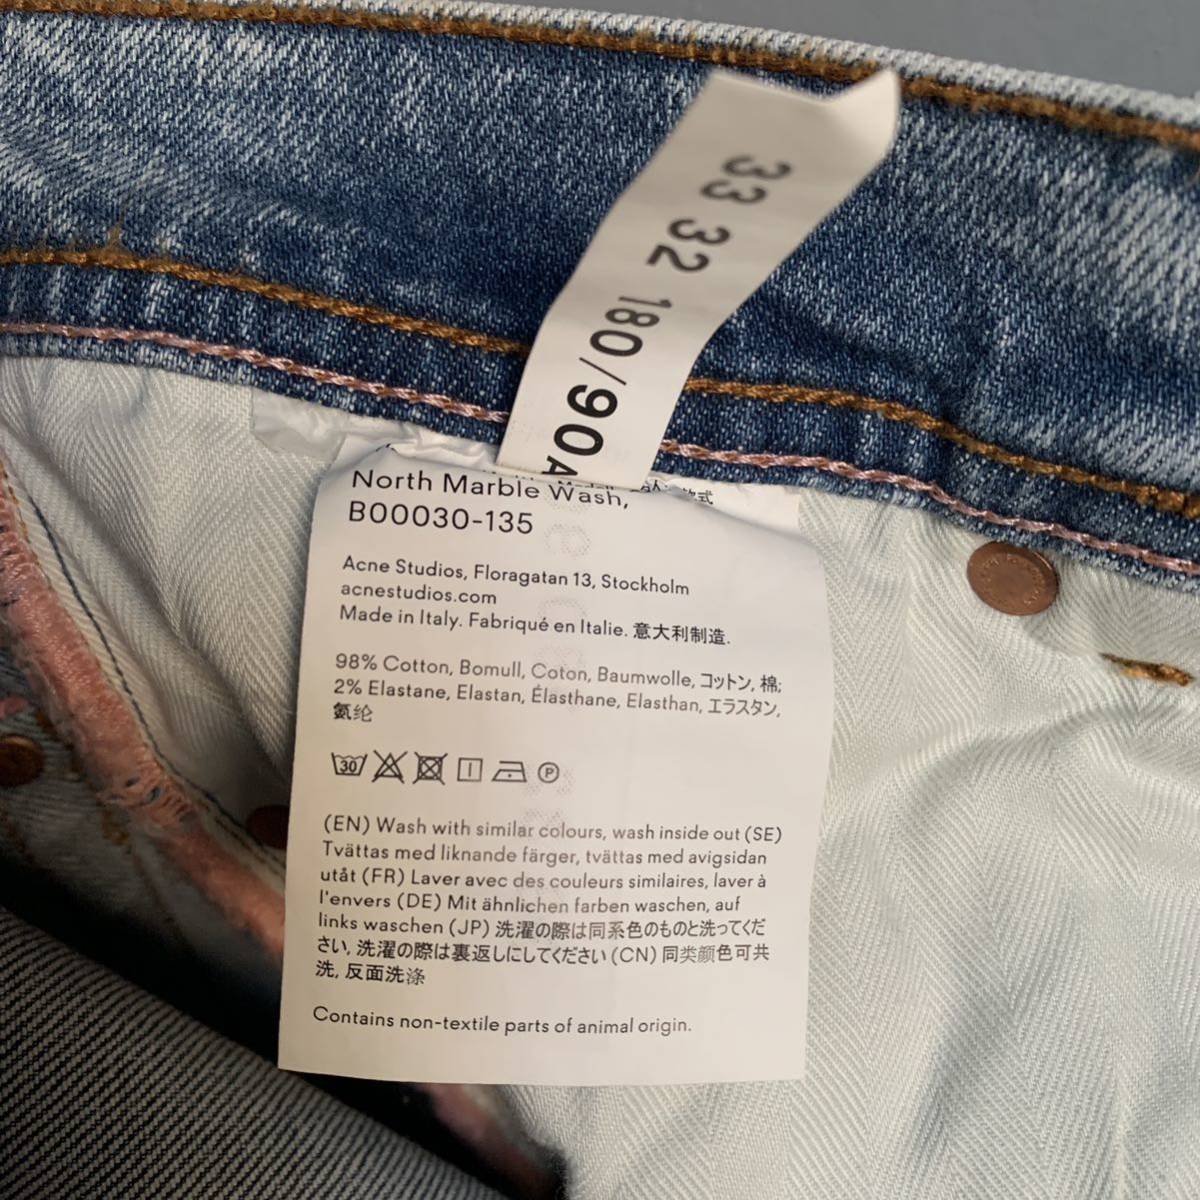 33 32 180/90A
款式
North Marble Wash,
B00030-135
Acne Studios, Floragatan 13, Stockholm
acnestudios.com
Made in Italy. Fabriqué en Italie. 意大利制造.
98% Cotton, Bomull, Coton, Baumwolle, コットン, 棉;
2% Elastane, Elastan, Élasthane, Elasthan, エラスタン,
氨纶
30
P
(EN) Wash with similar colours, wash inside out (SE)
Tvättas med liknande färger, tvättas med avigsidan
utåt (FR) Laver avec des couleurs similaires, laver à
l'envers (DE) Mit ähnlichen farben waschen, auf
links waschen (JP) 洗濯の際は同系色のものと洗ってくだ
さい, 洗濯の際は裏返しにしてください (CN) 同类颜色可共
洗, 反面洗涤
Contains non-textile parts of animal origin.